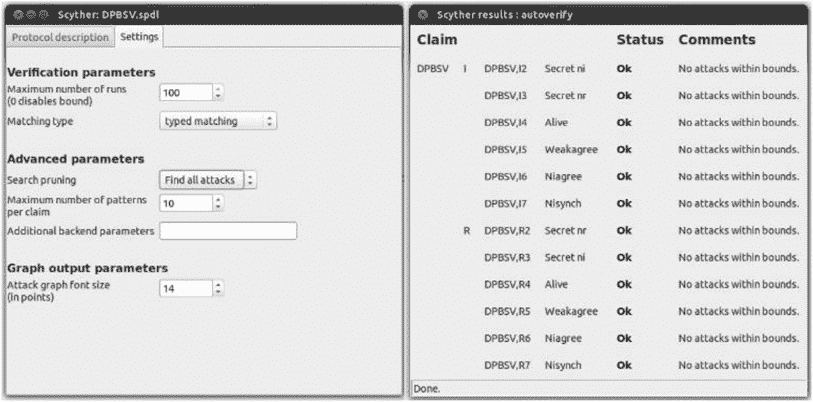 Scyther: DPBSV.spdl
Protocol description Settings
Verification parameters
Maximum number of runs
(0 disables bound)
100
Matching type
typed matching
Advanced parameters
Search pruning
Find all attacks
Maximum number of patterns
per claim
10
Additional backend parameters
Graph output parameters
Attack graph font size
(in points)
14
Scyther results : autoverify
Claim Status Comments
DPBSV I DPBSV,I2 Secret ni Ok No attacks within bounds.
DPBSV,I3 Secret nr Ok No attacks within bounds.
DPBSV,I4 Alive Ok No attacks within bounds.
DPBSV,I5 Weakagree Ok No attacks within bounds.
DPBSV,I6 Niagree Ok No attacks within bounds.
DPBSV,I7 Nisynch Ok No attacks within bounds.
R DPBSV,R2 Secret nr Ok No attacks within bounds.
DPBSV,R3 Secret ni Ok No attacks within bounds.
DPBSV,R4 Alive Ok No attacks within bounds.
DPBSV,R5 Weakagree Ok No attacks within bounds.
DPBSV,R6 Niagree Ok No attacks within bounds.
DPBSV,R7 Nisynch Ok No attacks within bounds.
Done.